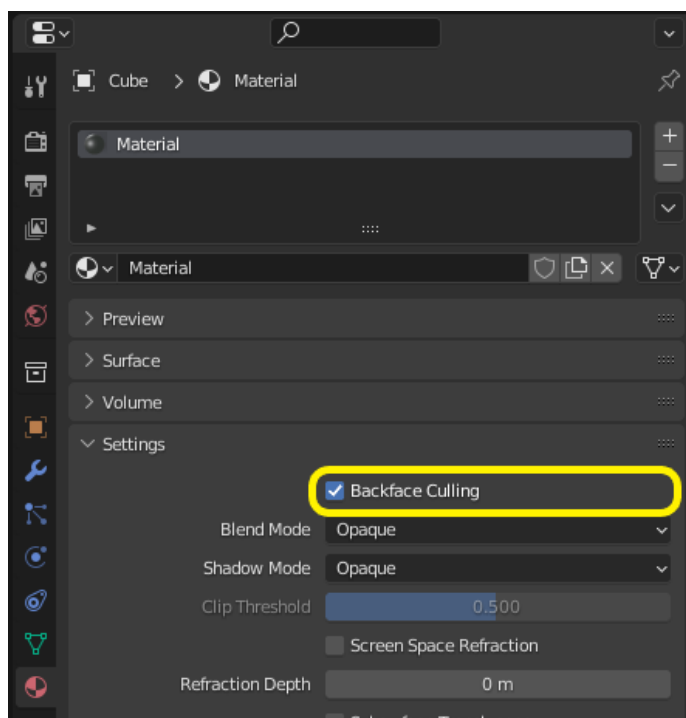 Cube > Material
Material
Material
Preview
Surface
Volume
Settings
Backface Culling
Blend Mode Opaque
Shadow Mode Opaque
Clip Threshold 0.500
Screen Space Refraction
Refraction Depth 0 m